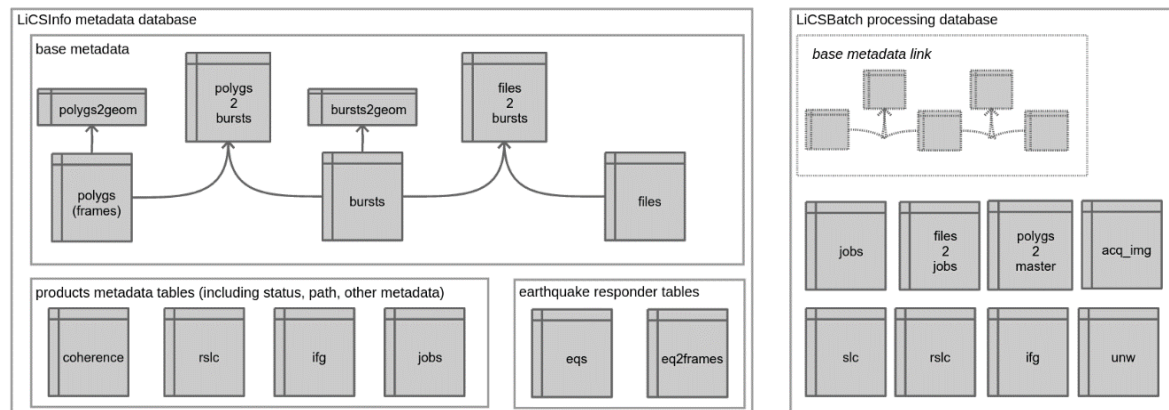 LiCSInfo metadata database
base metadata
polygs2geom
polygs
2
bursts
bursts2geom
files
2
bursts
polygs
(frames)
bursts
files
products metadata tables (including status, path, other metadata)
coherence
rslc
ifg
jobs
earthquake responder tables
eqs
eq2frames
LiCSBatch processing database
base metadata link
jobs
files
2
jobs
polygs
2
master
acq_img
slc
rslc
ifg
unw